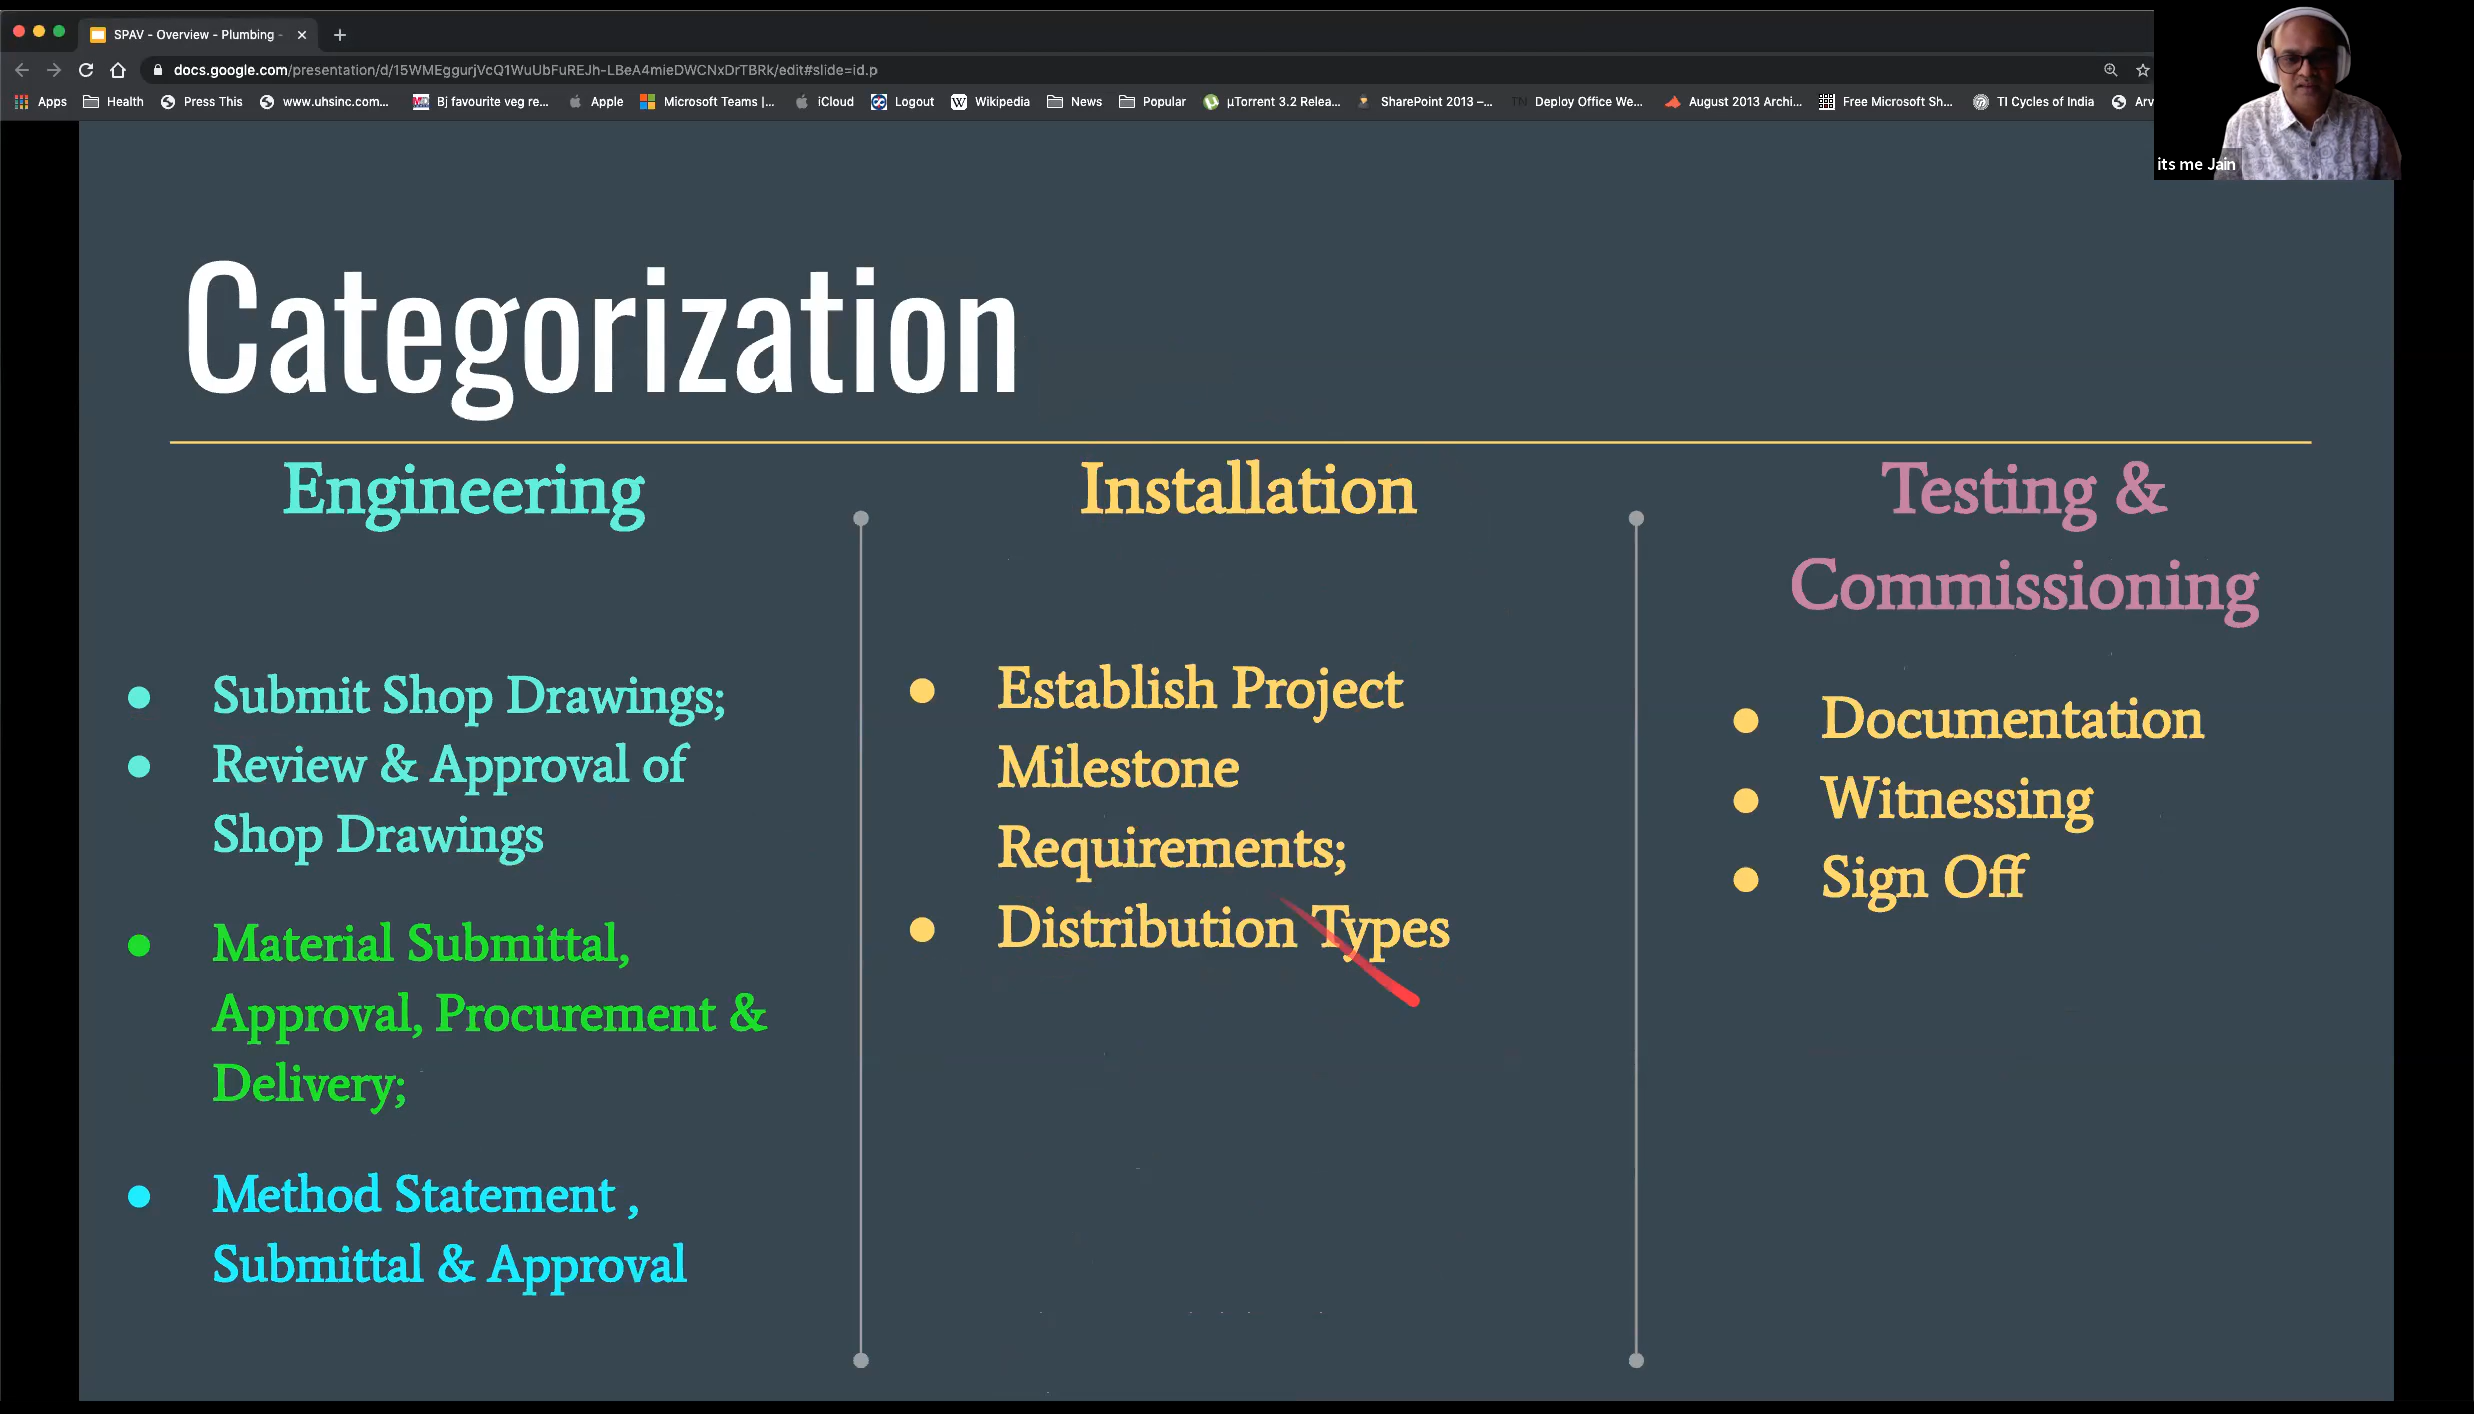 SPAV - Overview - Plumbing -
docs.google.com/presentation/d/15WMEggurjVcQ1WuUbFuREJh-LBeA4mieDWCNxDrTBRk/edit#slide=id.p
Apps Health Press This www.uhsinc.com... Bj favourite veg re... Apple Microsoft Teams |... iCloud Logout Wikipedia News Popular µTorrent 3.2 Relea... SharePoint 2013 –... TN Deploy Office We... August 2013 Archi... Free Microsoft Sh... TI Cycles of India Arv
its me Jain
Categorization
Engineering
Submit Shop Drawings;
Review & Approval of
Shop Drawings
Material Submittal,
Approval, Procurement &
Delivery;
Method Statement ,
Submittal & Approval
Installation
Establish Project
Milestone
Requirements;
Distribution Types
Testing &
Commissioning
Documentation
Witnessing
Sign Off